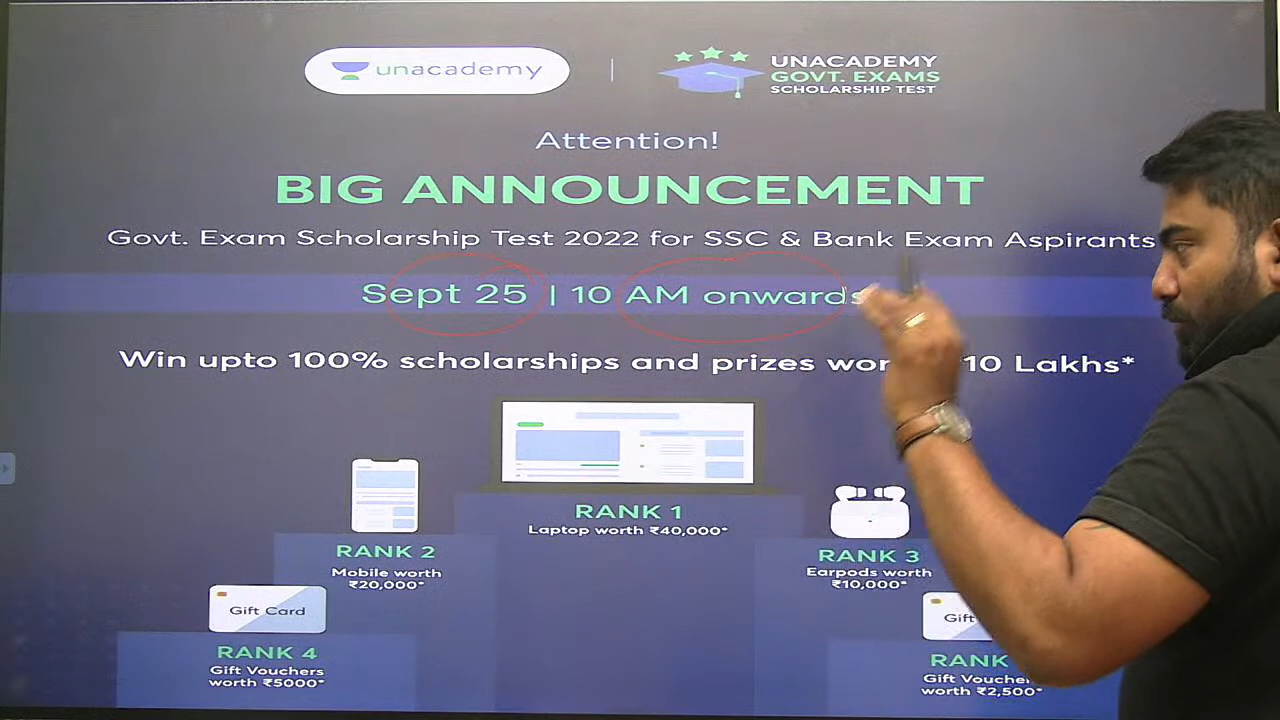 unacademy
UNACADEMY
GOVT. EXAMS
SCHOLARSHIP TEST
Attention!
BIG ANNOUNCEMENT
Govt. Exam Scholarship Test 2022 for SSC & Bank Exam Aspirants
Sept 25 | 10 AM onwards
Win upto 100% scholarships and prizes 10 Lakhs*
RANK 1
Laptop worth ₹40,000*
RANK 2
Mobile worth
₹20,000*
RANK 3
Earpods worth
₹10,000*
Gift Card
RANK 4
Gift Vouchers
worth ₹5000*
Gift
RANK
Gift
worth ₹2,500*